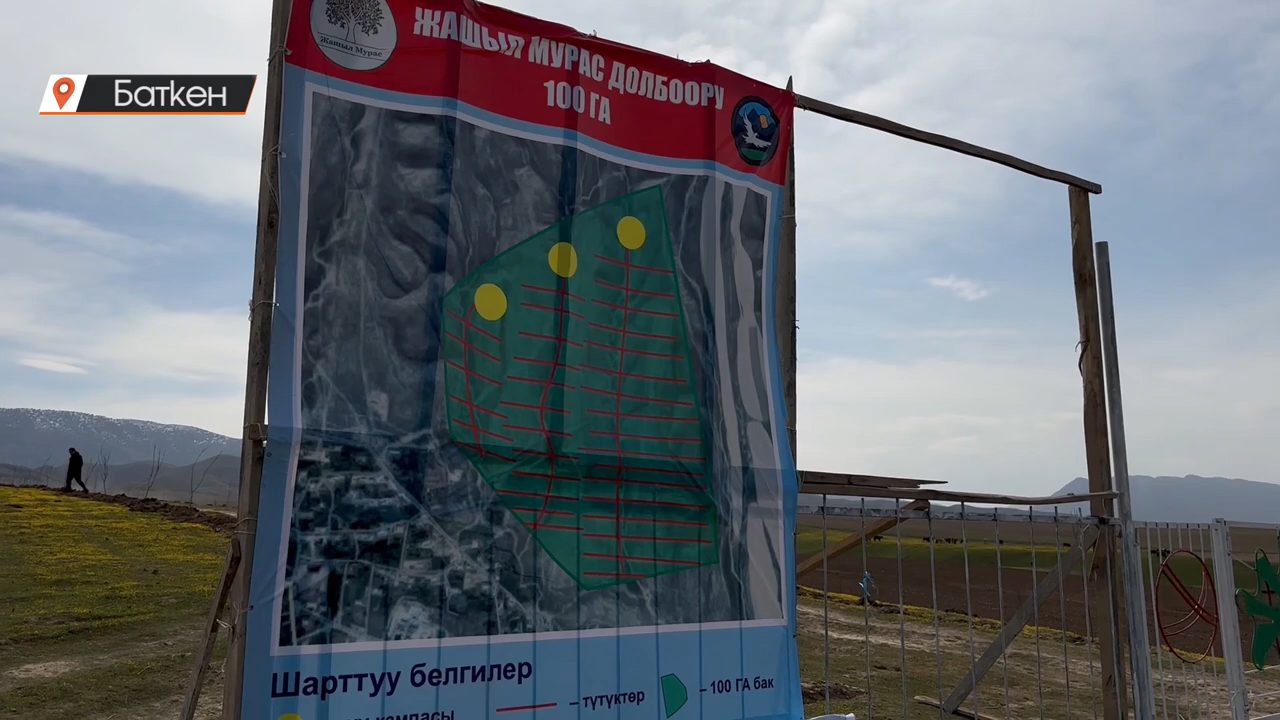 Баткен
Жашыл Мурас
ЖАШЫЛ МУРАС ДОЛБООРУ
100 ГА
Шарттуу белгилер
– түтүктөр
– 100 ГА бак